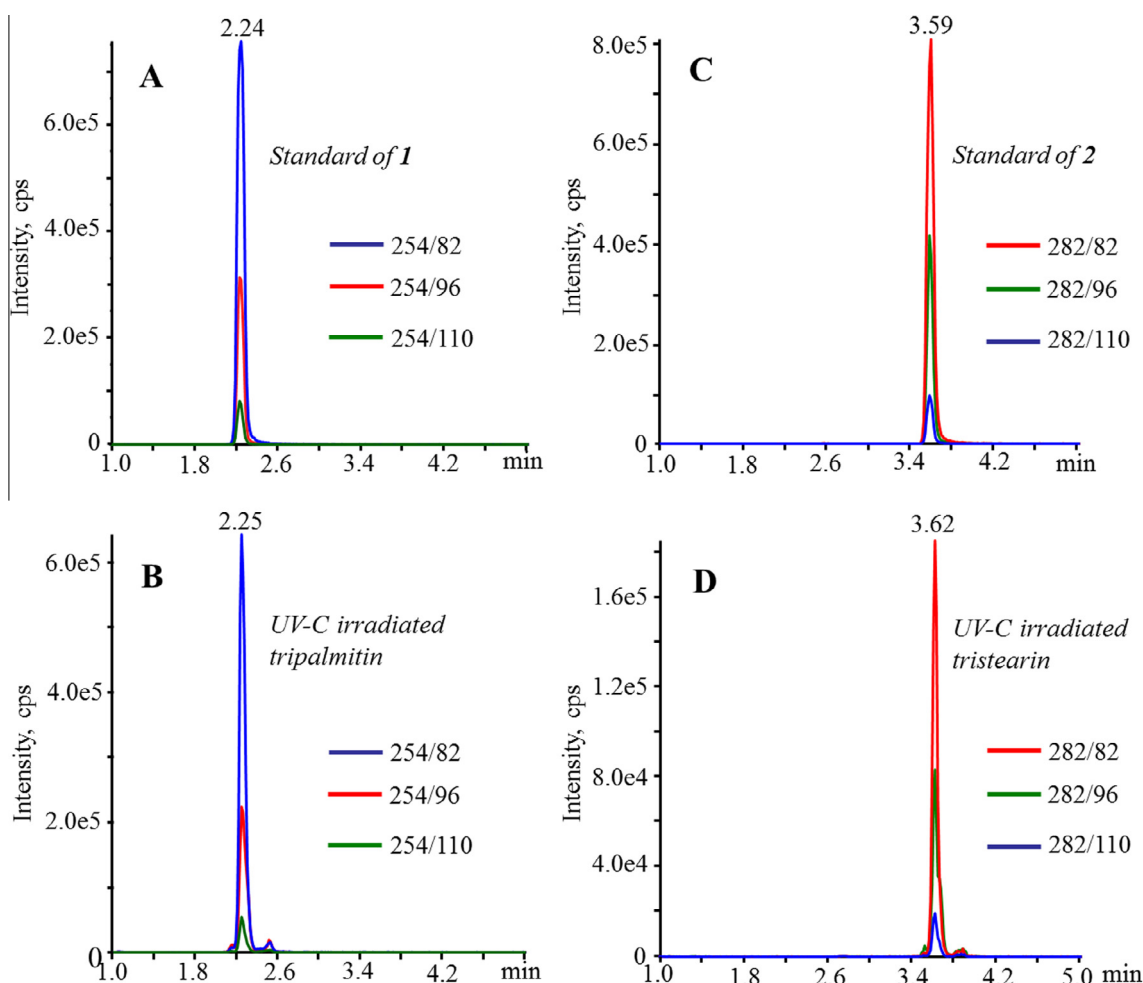 2.24
A
Intensity, cps
6.0e5
4.0e5
2.0e5
0
Standard of 1
254/82
254/96
254/110
1.0 1.8 2.6 3.4 4.2 min
3.59
C
Intensity, cps
8.0e5
6.0e5
4.0e5
2.0e5
0
Standard of 2
282/82
282/96
282/110
1.0 1.8 2.6 3.4 4.2 min
2.25
B
Intensity, cps
6.0e5
4.0e5
2.0e5
0
UV-C irradiated
tripalmitin
254/82
254/96
254/110
1.0 1.8 2.6 3.4 4.2 min
3.62
D
Intensity, cps
1.6e5
1.2e5
8.0e4
4.0e4
0
UV-C irradiated
tristearin
282/82
282/96
282/110
1.0 1.8 2.6 3.4 4.2 5.0 min